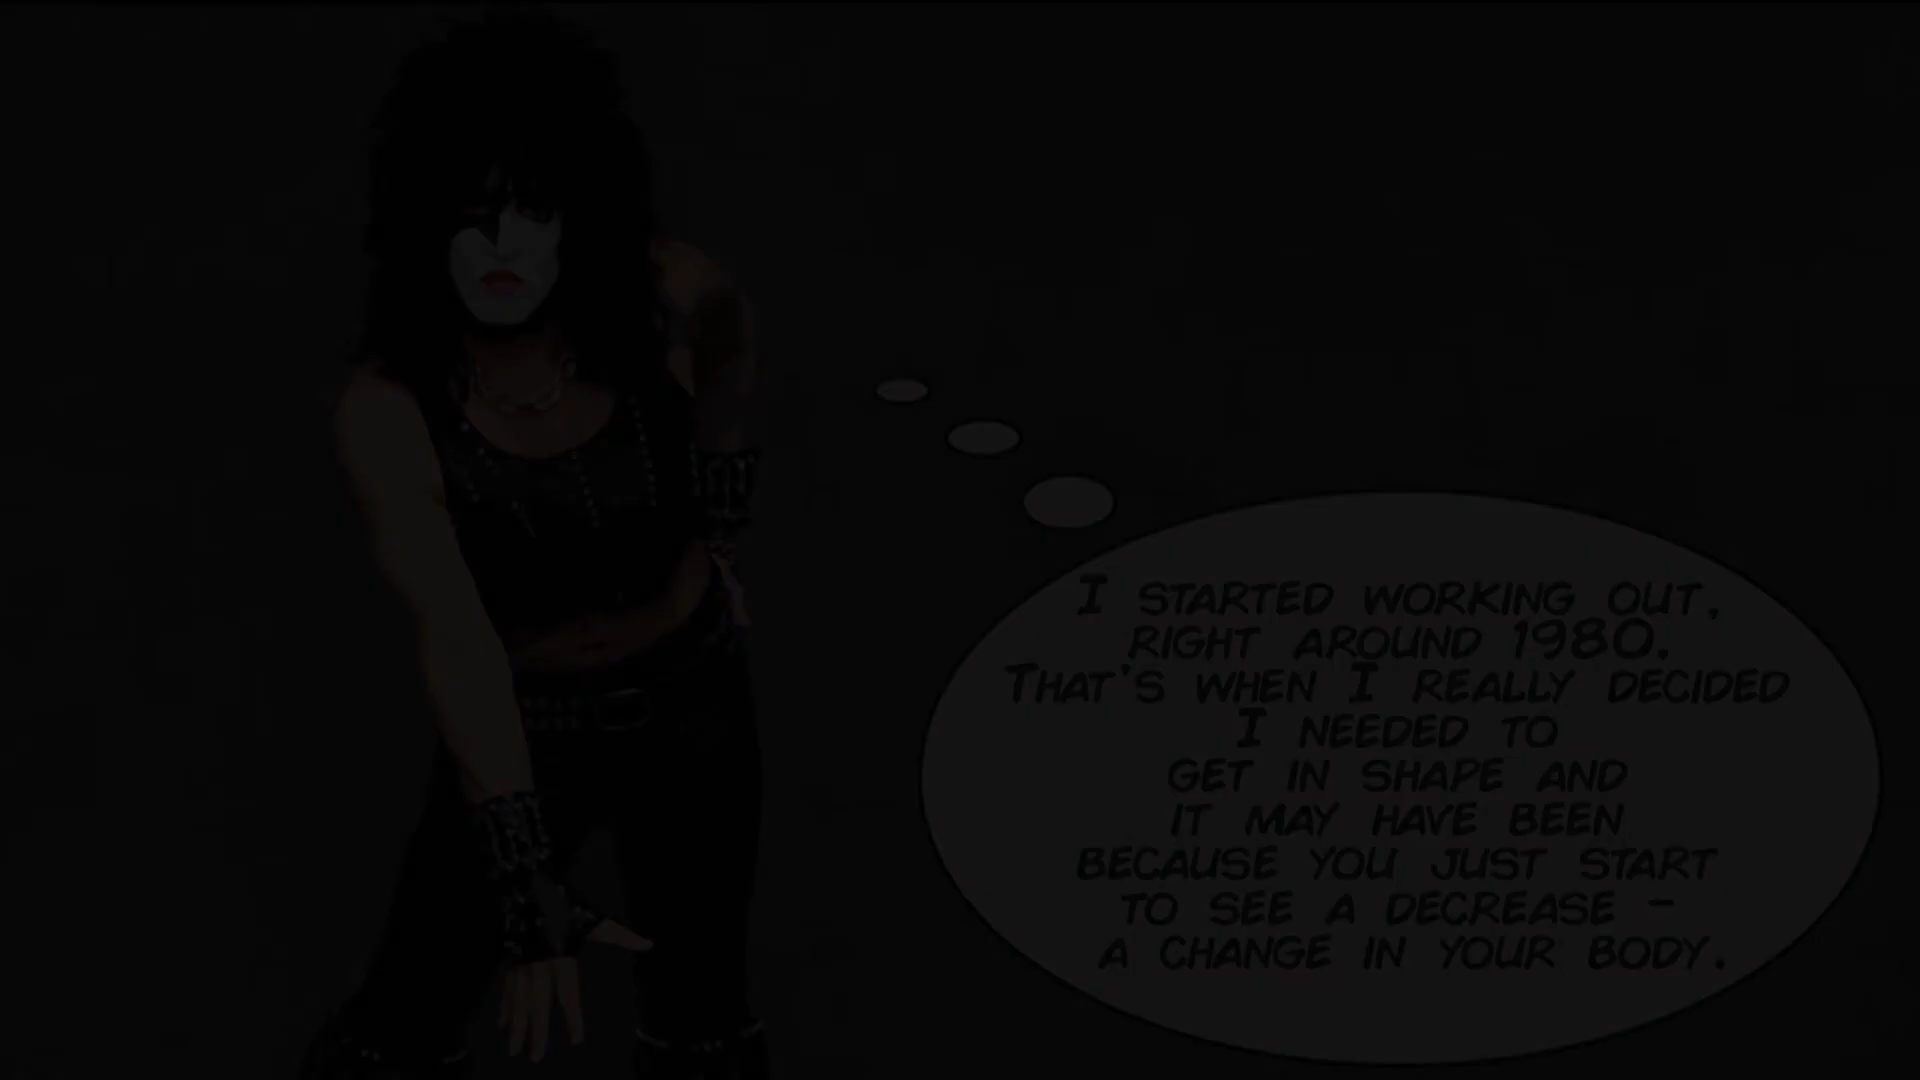 I STARTED WORKING OUT,
RIGHT AROUND 1980.
THAT'S WHEN I REALLY DECIDED
I NEEDED TO
GET IN SHAPE AND
IT MAY HAVE BEEN
BECAUSE YOU JUST START
TO SEE A DECREASE -
A CHANGE IN YOUR BODY.